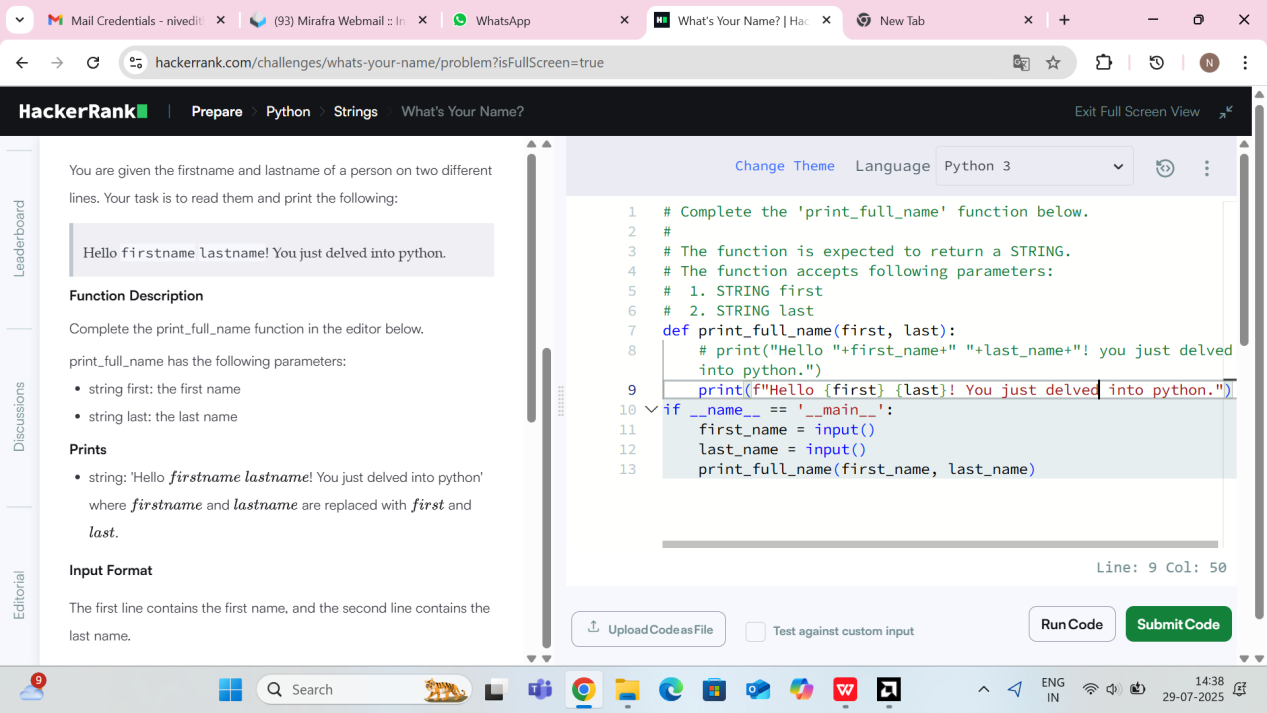 Mail Credentials - nivedit
(93) Mirafra Webmail :: In
WhatsApp
What's Your Name? | Hac
New Tab
hackerrank.com/challenges/whats-your-name/problem?isFullScreen=true
N
HackerRank | Prepare > Python > Strings > What's Your Name?
Exit Full Screen View
Leaderboard
Discussions
Editorial
You are given the firstname and lastname of a person on two different
lines. Your task is to read them and print the following:
Hello firstname lastname! You just delved into python.
Function Description
Complete the print_full_name function in the editor below.
print_full_name has the following parameters:
• string first: the first name
• string last: the last name
Prints
• string: 'Hello firstname lastname! You just delved into python'
where firstname and lastname are replaced with first and
last.
Input Format
The first line contains the first name, and the second line contains the
last name.
Change Theme Language Python 3
1 # Complete the 'print_full_name' function below.
2 #
3 # The function is expected to return a STRING.
4 # The function accepts following parameters:
5 #  1. STRING first
6 #  2. STRING last
7 def print_full_name(first, last):
8     # print("Hello "+first_name+" "+last_name+"! you just delved
into python.")
9     print(f"Hello {first} {last}! You just delved into python.")
10 if __name__ == '__main__':
11     first_name = input()
12     last_name = input()
13     print_full_name(first_name, last_name)
Line: 9 Col: 50
Upload Code as File
Test against custom input
Run Code
Submit Code
9
Search
ENG
IN
14:38
29-07-2025